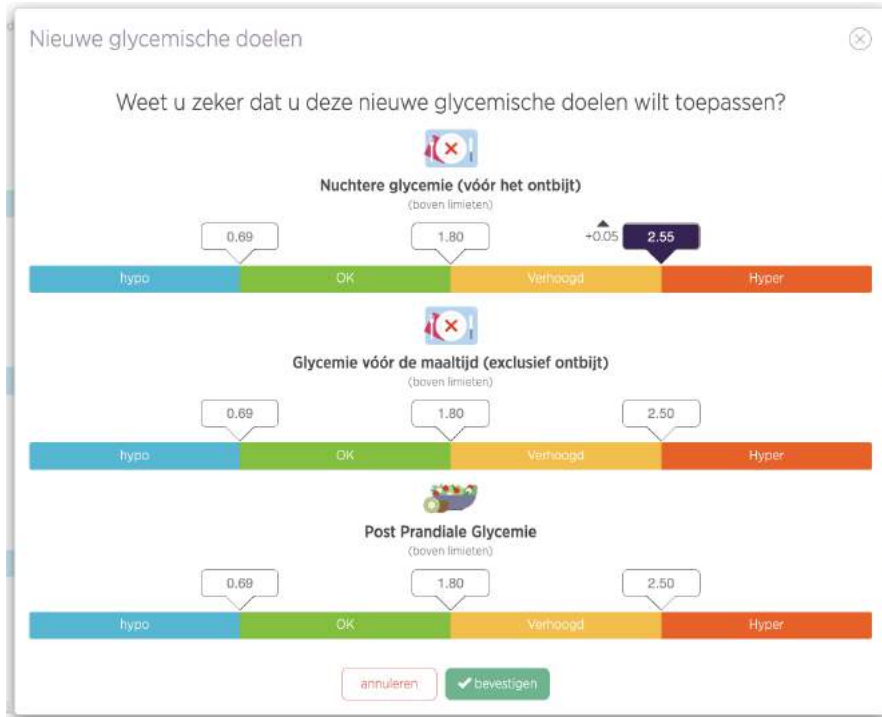 Nieuwe glycemische doelen
Weet u zeker dat u deze nieuwe glycemische doelen wilt toepassen?
Nuchtere glycemie (vóór het ontbijt)
(boven limieten)
0.69 1.80 +0.05 2.55
hypo OK Verhoogd Hyper
Glycemie vóór de maaltijd (exclusief ontbijt)
(boven limieten)
0.69 1.80 2.50
hypo OK Verhoogd Hyper
Post Prandiale Glycemie
(boven limieten)
0.69 1.80 2.50
hypo OK Verhoogd Hyper
annuleren bevestigen